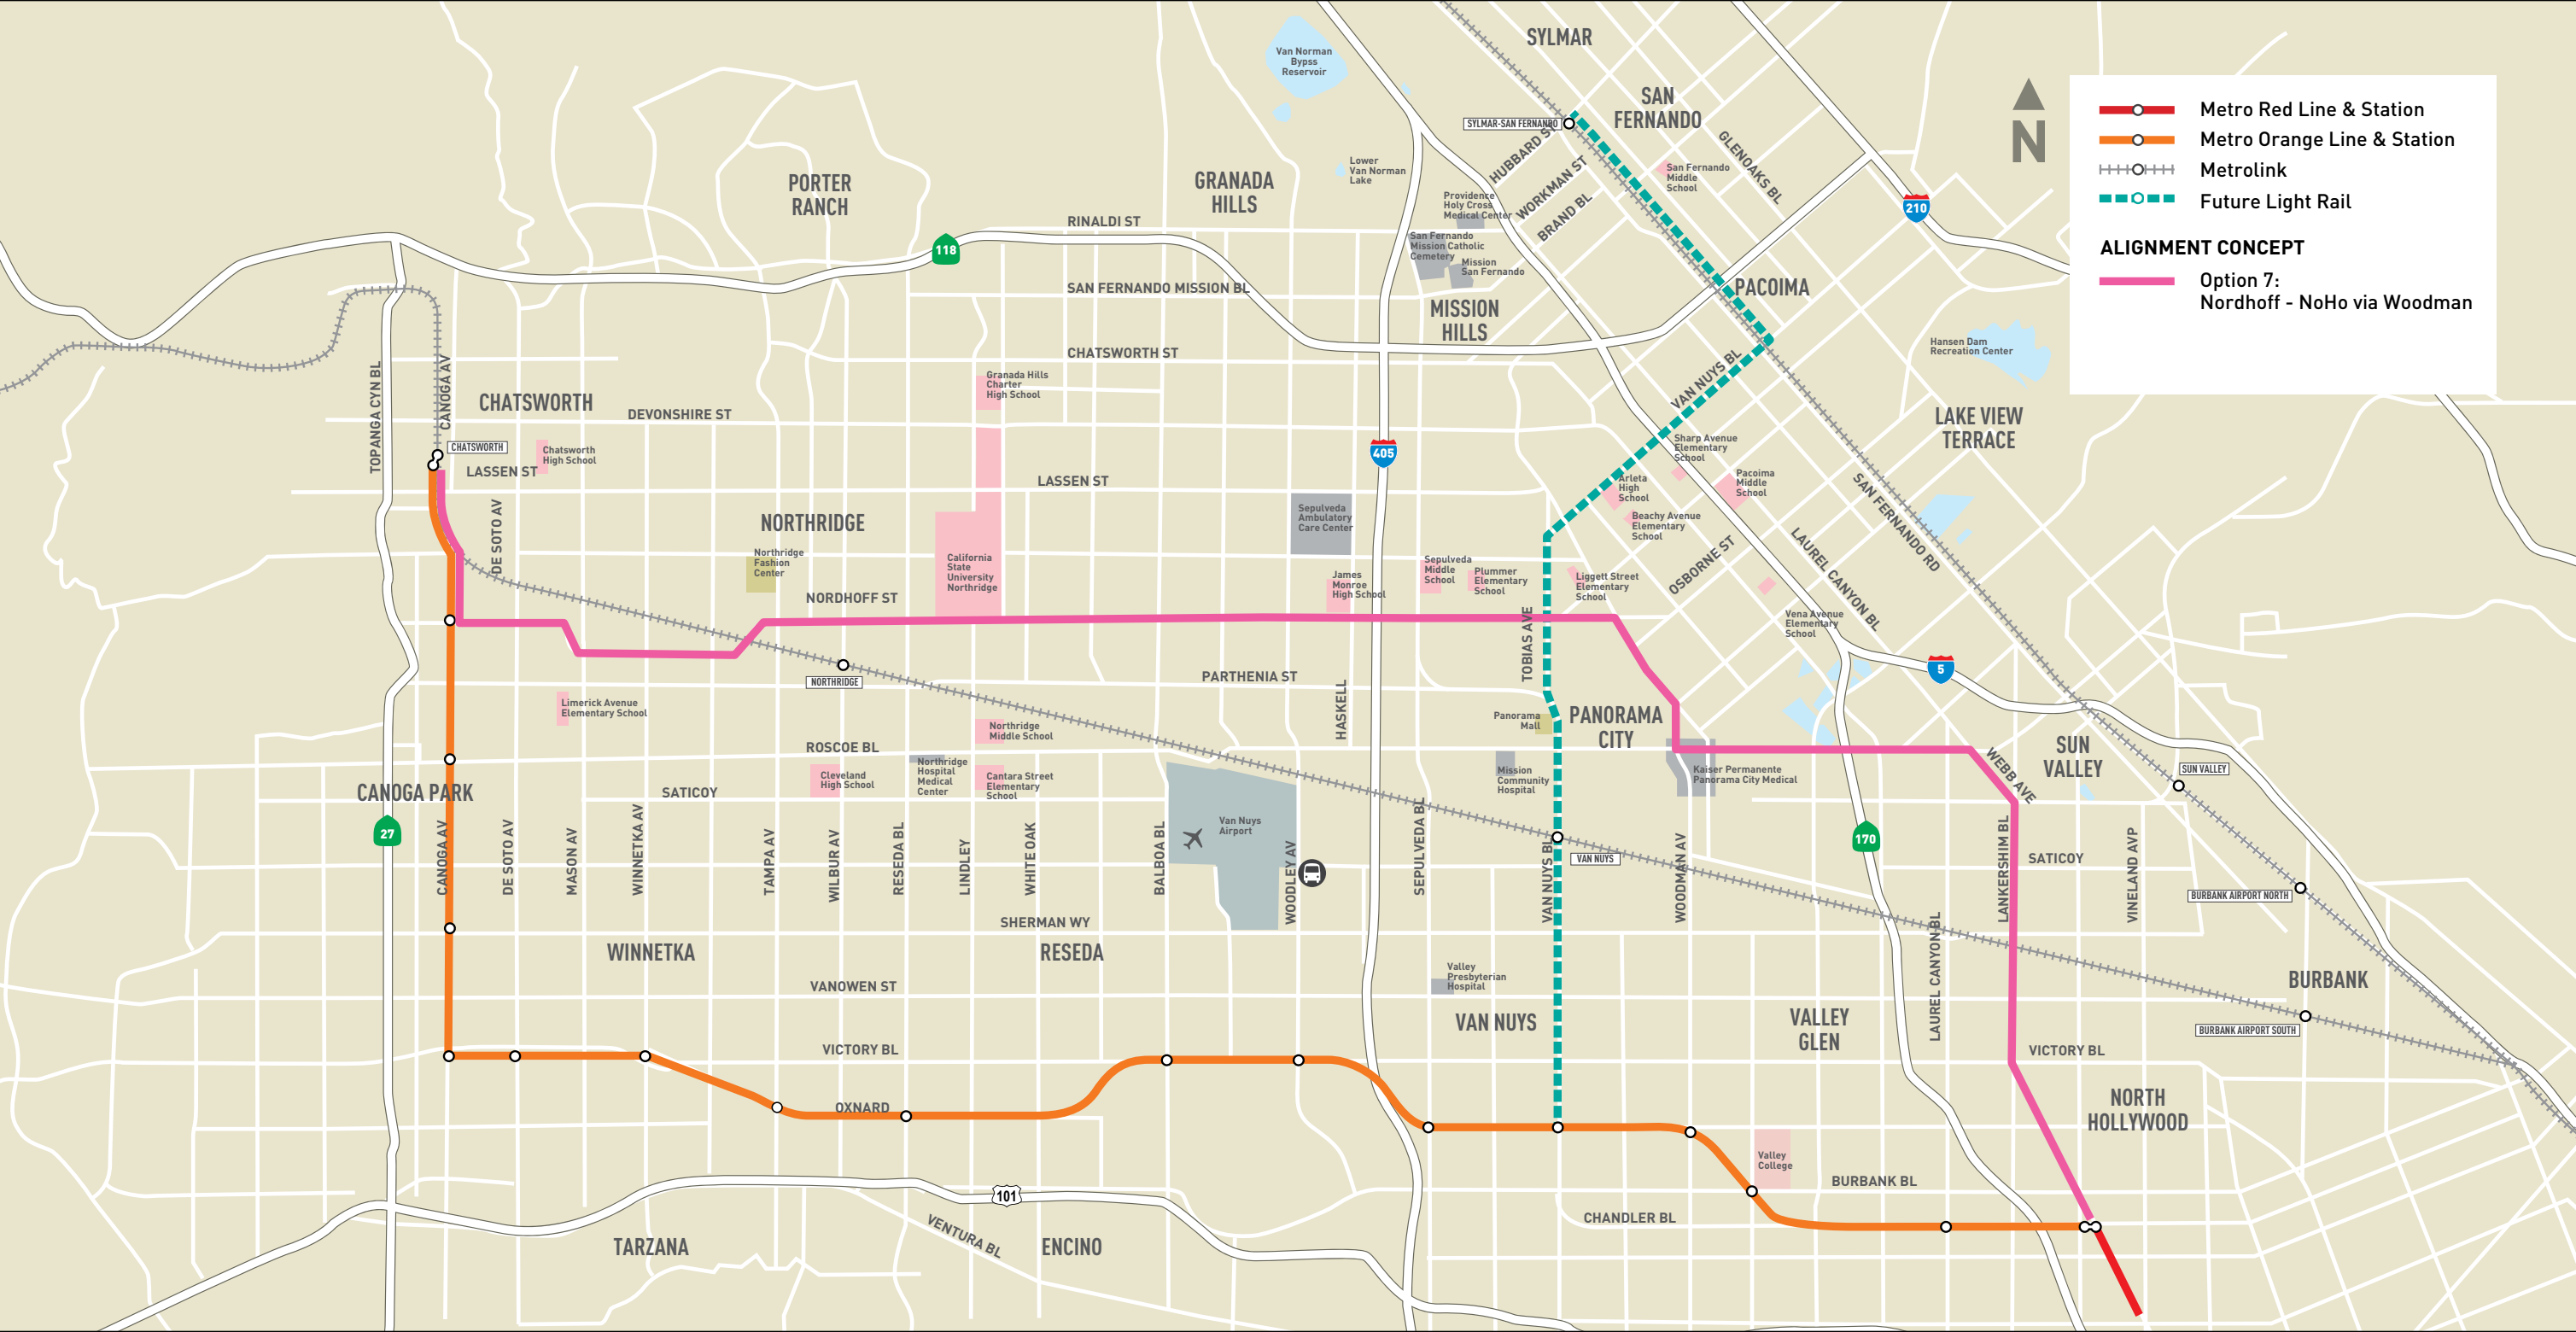 SYLMAR
Van Norman
Bypss
Reservoir
SAN
FERNANDO
SYLMAR-SAN FERNANDO
HUBBARD ST
WORKMAN ST
BRAND BL
GLENOAKS BL
San Fernando
Middle
School
N
Metro Red Line & Station
Metro Orange Line & Station
Metrolink
Future Light Rail
ALIGNMENT CONCEPT
Option 7:
Nordhoff - NoHo via Woodman
210
Lower
Van Norman
Lake
PORTER
RANCH
GRANADA
HILLS
Providence
Holy Cross
Medical Center
RINALDI ST
118
San Fernando
Mission Catholic
Cemetery
Mission
San Fernando
SAN FERNANDO MISSION BL
PACOIMA
MISSION
HILLS
Hansen Dam
Recreation Center
CHATSWORTH ST
VAN NUYS BL
TOPANGA CYN BL
CANOGA AV
Granada Hills
Charter
High School
CHATSWORTH
DEVONSHIRE ST
LAKE VIEW
TERRACE
CHATSWORTH
Chatsworth
High School
LASSEN ST
LASSEN ST
405
Sharp Avenue
Elementary
School
Arleta
High
School
Pacoima
Middle
School
Beachy Avenue
Elementary
School
SAN FERNANDO RD
DE SOTO AV
NORTHRIDGE
Sepulveda
Ambulatory
Care Center
Northridge
Fashion
Center
California
State
University
Northridge
NORDHOFF ST
James
Monroe
High School
Sepulveda
Middle
School
Plummer
Elementary
School
Liggett Street
Elementary
School
OSBORNE ST
LAUREL CANYON BL
Vena Avenue
Elementary
School
TOBIAS AVE
5
NORTHRIDGE
PARTHENIA ST
HASKELL
Limerick Avenue
Elementary School
Northridge
Middle School
Panorama
Mall
PANORAMA
CITY
ROSCOE BL
Northridge
Hospital
Medical
Center
Cleveland
High School
Cantara Street
Elementary
School
Mission
Community
Hospital
Kaiser Permanente
Panorama City Medical
WEBB AVE
SUN
VALLEY
SUN VALLEY
CANOGA PARK
SATICOY
27
Van Nuys
Airport
CANOGA AV
DE SOTO AV
MASON AV
WINNETKA AV
TAMPA AV
WILBUR AV
RESEDA BL
LINDLEY
WHITE OAK
BALBOA BL
WOODLEY AV
SEPULVEDA BL
VAN NUYS BL
VAN NUYS
WOODMAN AV
170
LANKERSHIM BL
SATICOY
VINELAND AVP
BURBANK AIRPORT NORTH
SHERMAN WY
WINNETKA
RESEDA
LAUREL CANYON BL
Valley
Presbyterian
Hospital
VANOWEN ST
BURBANK
VAN NUYS
VALLEY
GLEN
BURBANK AIRPORT SOUTH
VICTORY BL
VICTORY BL
OXNARD
NORTH
HOLLYWOOD
Valley
College
BURBANK BL
101
CHANDLER BL
VENTURA BL
TARZANA
ENCINO